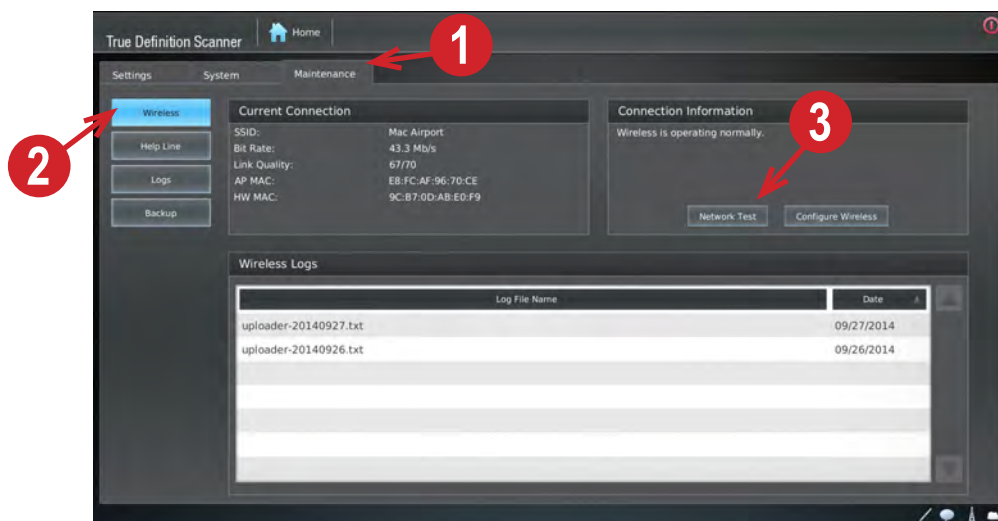 True Definition Scanner
Home
1
Settings
System
Maintenance
2
Wireless
Help Line
Logs
Backup
Current Connection
SSID: Mac Airport
Bit Rate: 43.3 Mb/s
Link Quality: 67/70
AP MAC: E8:FC:AF:96:70:CE
HW MAC: 9C:B7:0D:AB:E0:F9
Connection Information
Wireless is operating normally.
3
Network Test
Configure Wireless
Wireless Logs
Log File Name Date
uploader-20140927.txt 09/27/2014
uploader-20140926.txt 09/26/2014